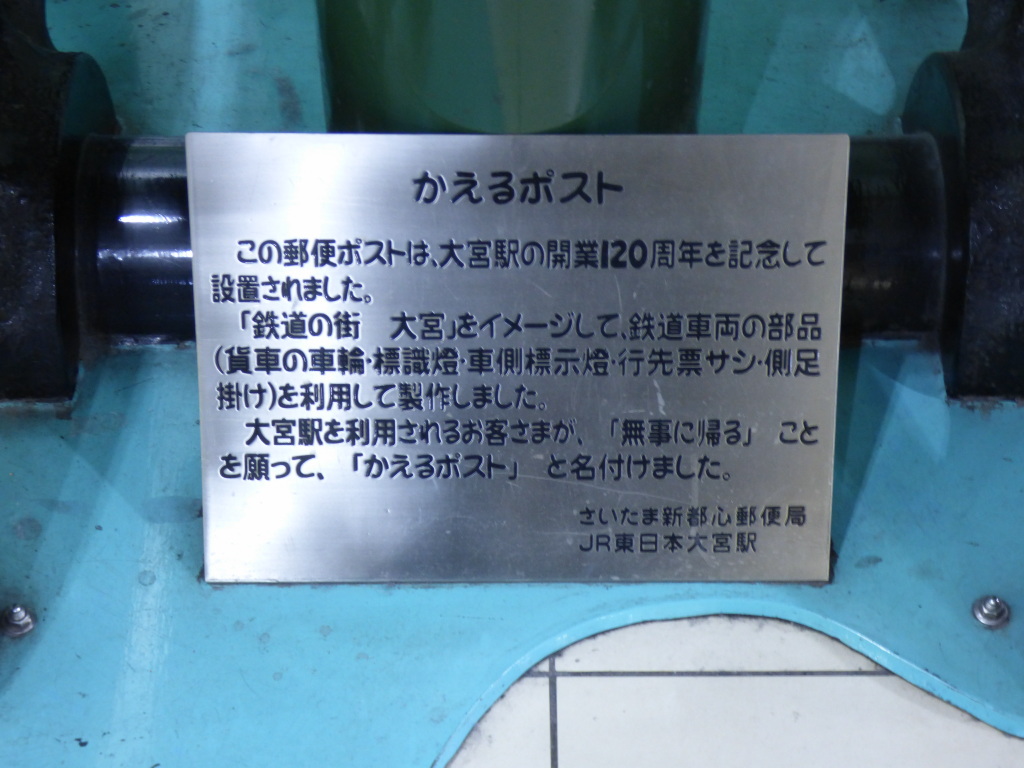 かえるポスト
この郵便ポストは、大宮駅の開業120周年を記念して
設置されました。
「鉄道の街　大宮」をイメージして、鉄道車両の部品
(貨車の車輪・標識燈・車側標示燈・行先票サシ・側足
掛け)を利用して製作しました。
大宮駅を利用されるお客さまが、「無事に帰る」こと
を願って、「かえるポスト」と名付けました。
さいたま新都心郵便局
JR東日本大宮駅